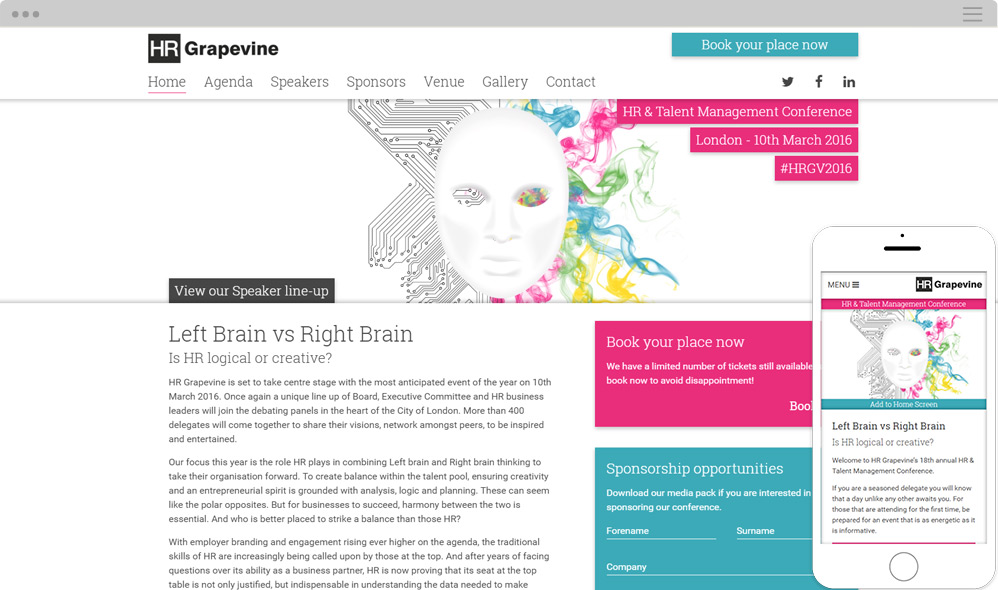 HR Grapevine
Book your place now
Home Agenda Speakers Sponsors Venue Gallery Contact
HR & Talent Management Conference
London - 10th March 2016
#HRGV2016
View our Speaker line-up
Left Brain vs Right Brain
Is HR logical or creative?
HR Grapevine is set to take centre stage with the most anticipated event of the year on 10th
March 2016. Once again a unique line up of Board, Executive Committee and HR business
leaders will join the debating panels in the heart of the City of London. More than 400
delegates will come together to share their visions, network amongst peers, to be inspired
and entertained.
Our focus this year is the role HR plays in combining Left brain and Right brain thinking to
take their organisation forward. To create balance within the talent pool, ensuring creativity
and an entrepreneurial spirit is grounded with analysis, logic and planning. These can seem
like the polar opposites. But for businesses to succeed, harmony between the two is
essential. And who is better placed to strike a balance than those HR?
With employer branding and engagement rising ever higher on the agenda, the traditional
skills of HR are increasingly being called upon by those at the top. And after years of facing
questions over its ability as a business partner, HR is now proving that its seat at the top
table is not only justified, but indispensable in understanding the data needed to make
Book your place now
We have a limited number of tickets still available
book now to avoid disappointment!
Boo
Sponsorship opportunities
Download our media pack if you are interested in
sponsoring our conference.
Forename Surname
Company
MENU HR Grapevine
HR & Talent Management Conference
Add to Home Screen
Left Brain vs Right Brain
Is HR logical or creative?
Welcome to HR Grapevine's 18th annual HR &
Talent Management Conference.
If you are a seasoned delegate you will know
that a day unlike any other awaits you. For
those that are attending for the first time, be
prepared for an event that is as energetic as it
is informative.